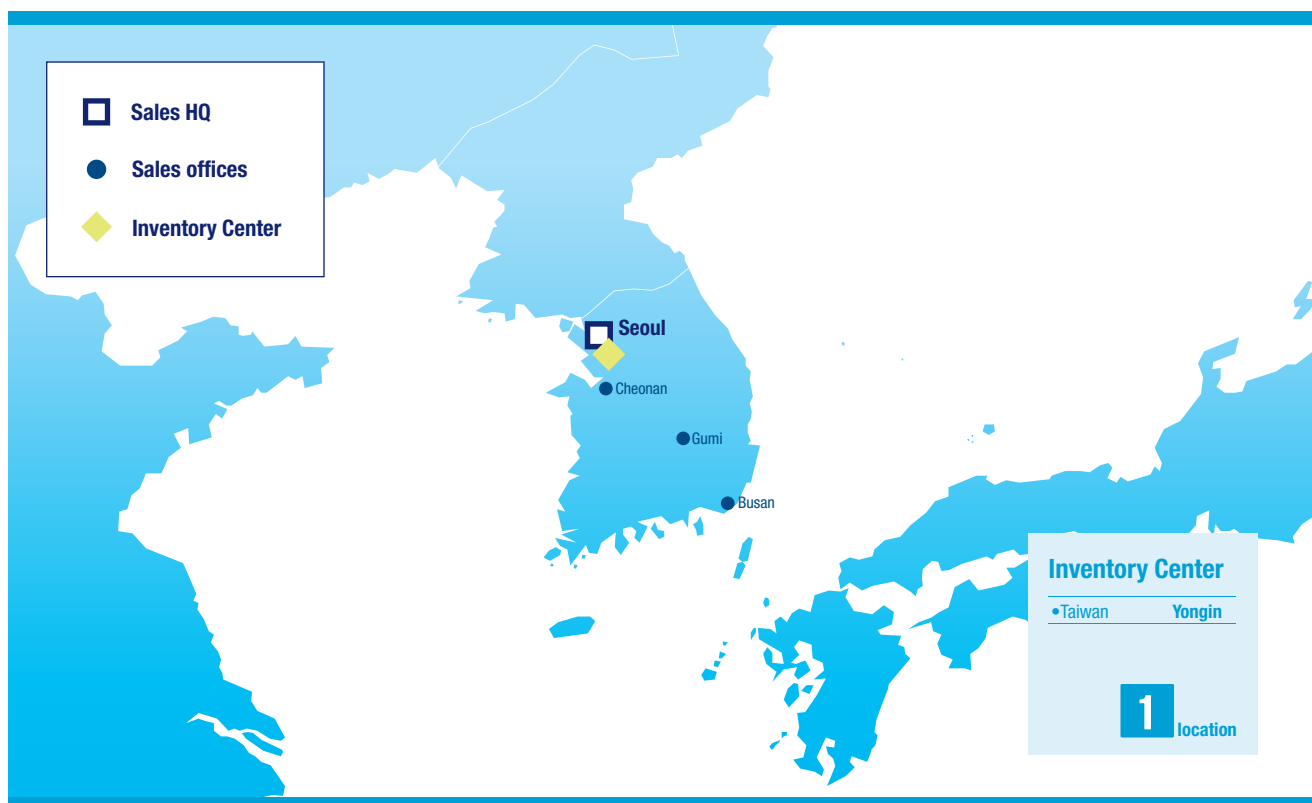 Sales HQ
Sales offices
Inventory Center
Seoul
Cheonan
Gumi
Busan
Inventory Center
•Taiwan Yongin
1 location